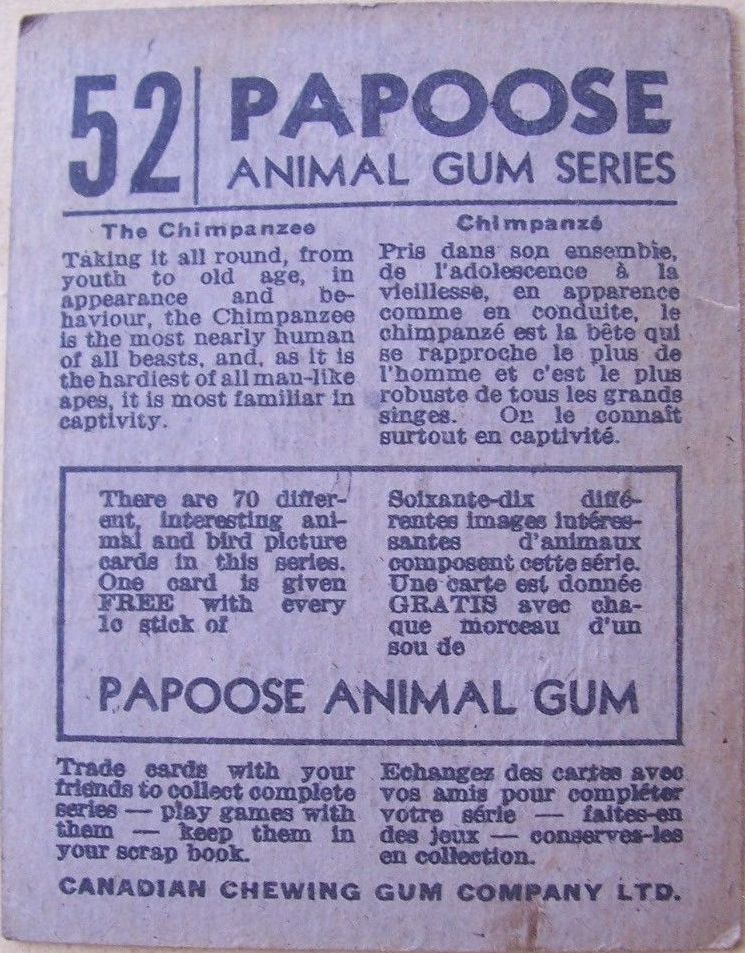 52
PAPOOSE
ANIMAL GUM SERIES
The Chimpanzee
Taking it all round, from
youth to old age, in
appearance and be-
haviour, the Chimpanzee
is the most nearly human
of all beasts, and, as it is
the hardiest of all man-like
apes, it is most familiar in
captivity.
Chimpanzé
Pris dans son ensembie,
de l'adolescence à la
vieillesse, en apparence
comme en conduite, le
chimpanzé est la bête qui
se rapproche le plus de
l'homme et c'est le plus
robuste de tous les grands
singes. On le connaît
surtout en captivité.
There are 70 differ-
ent, interesting ani-
mal and bird picture
cards in this series.
One card is given
FREE with every
1c stick of
Soixante-dix diffé-
rentes images intéres-
santes d'animaux
composent cette série.
Une carte est donnée
GRATIS avec cha-
que morceau d'un
sou de
PAPOOSE ANIMAL GUM
Trade cards with your
friends to collect complete
series — play games with
them — keep them in
your scrap book.
Echangez des cartes avec
vos amis pour compléter
votre série — faites-en
des jeux — conserves-les
en collection.
CANADIAN CHEWING GUM COMPANY LTD.